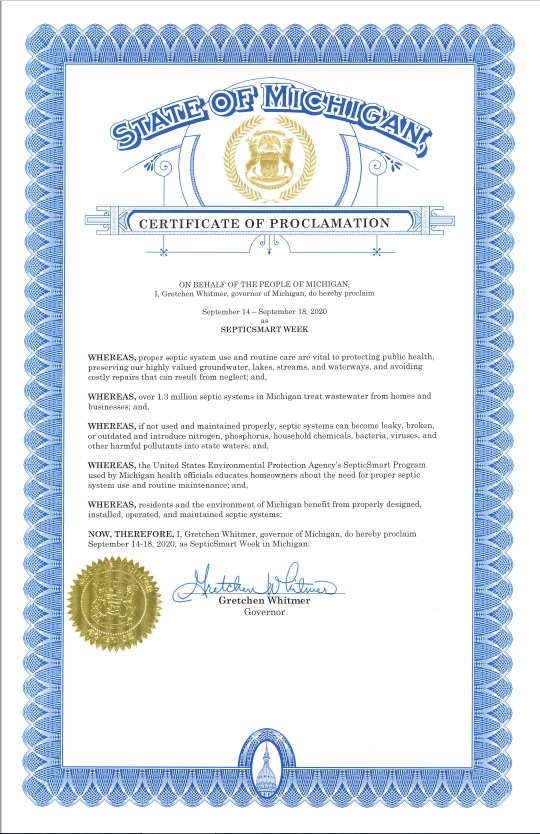 STATE OF MICHIGAN,
CERTIFICATE OF PROCLAMATION
ON BEHALF OF THE PEOPLE OF MICHIGAN,
I, Gretchen Whitmer, governor of Michigan, do hereby proclaim
September 14 – September 18, 2020
as
SEPTICSMART WEEK
WHEREAS, proper septic system use and routine care are vital to protecting public health,
preserving our highly valued groundwater, lakes, streams, and waterways, and avoiding
costly repairs that can result from neglect; and,
WHEREAS, over 1.3 million septic systems in Michigan treat wastewater from homes and
businesses; and,
WHEREAS, if not used and maintained properly, septic systems can become leaky, broken,
or outdated and introduce nitrogen, phosphorus, household chemicals, bacteria, viruses, and
other harmful pollutants into state waters; and,
WHEREAS, the United States Environmental Protection Agency's SepticSmart Program
used by Michigan health officials educates homeowners about the need for proper septic
system use and routine maintenance; and,
WHEREAS, residents and the environment of Michigan benefit from properly designed,
installed, operated, and maintained septic systems;
NOW, THEREFORE, I, Gretchen Whitmer, governor of Michigan, do hereby proclaim
September 14-18, 2020, as SepticSmart Week in Michigan.
Gretchen Whitmer
Gretchen Whitmer
Governor